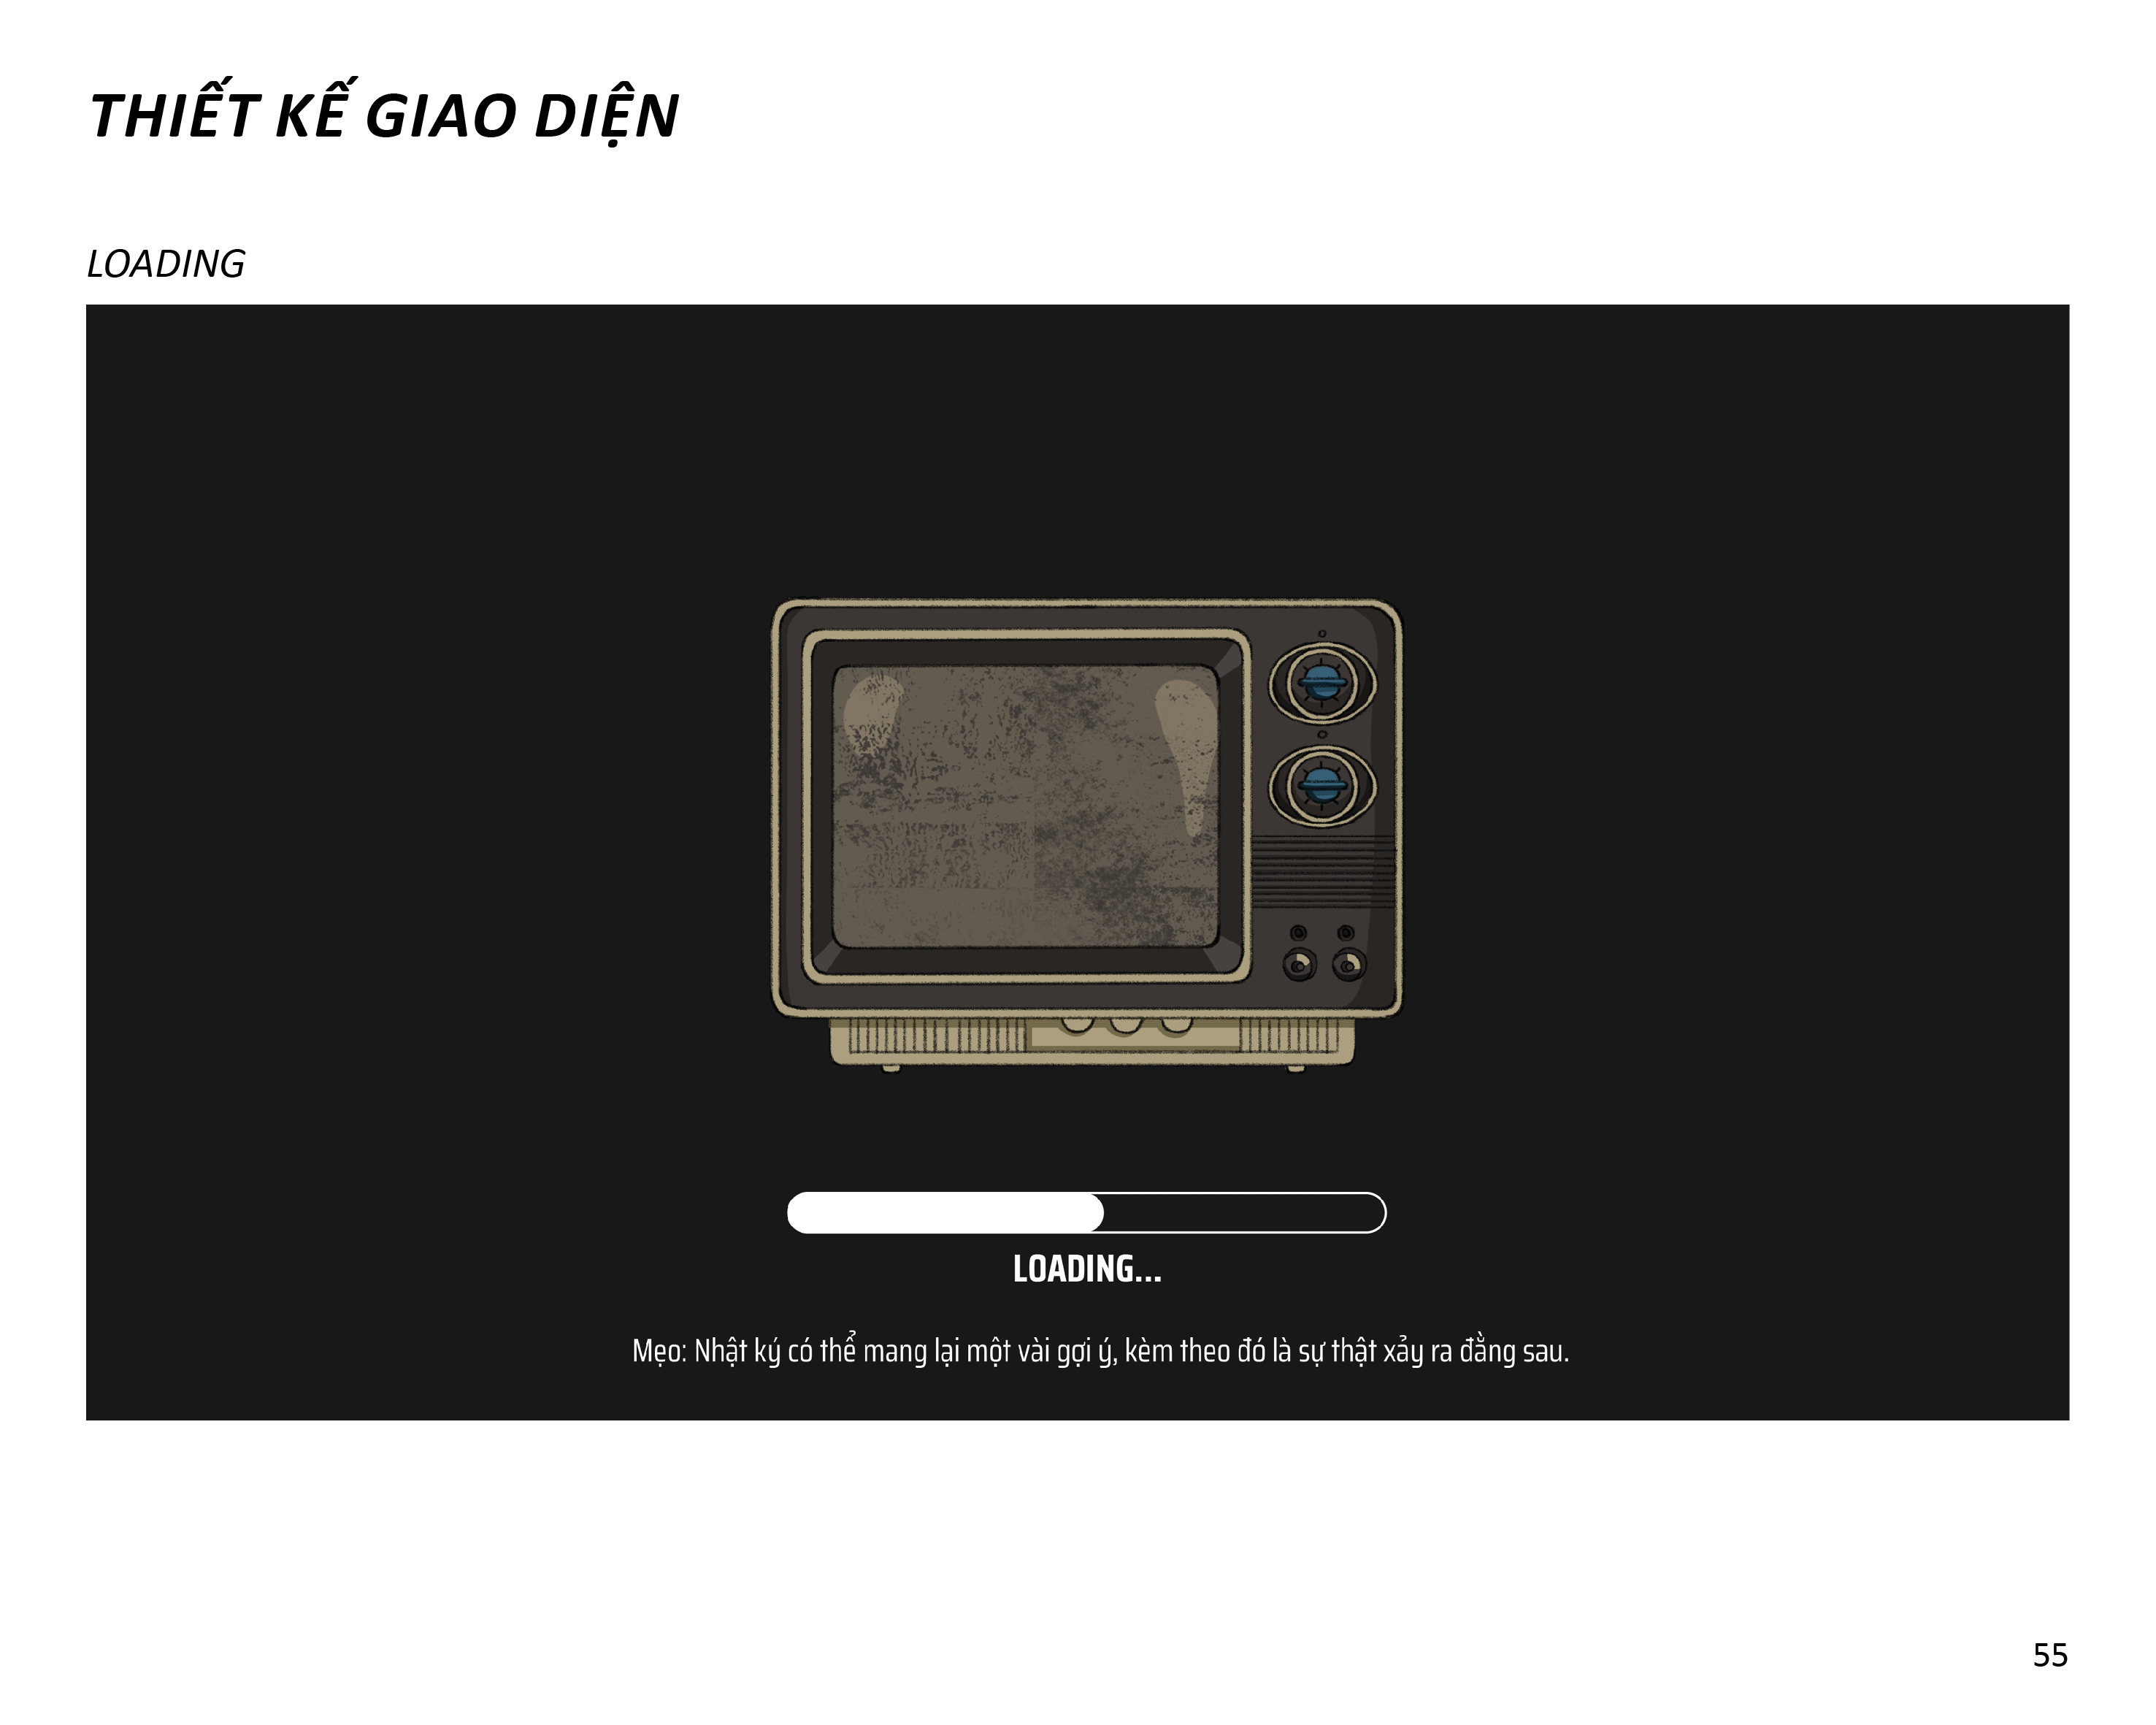 THIẾT KẾ GIAO DIỆN
LOADING
LOADING...
Mẹo: Nhật ký có thể mang lại một vài gợi ý, kèm theo đó là sự thật xảy ra đằng sau.
55